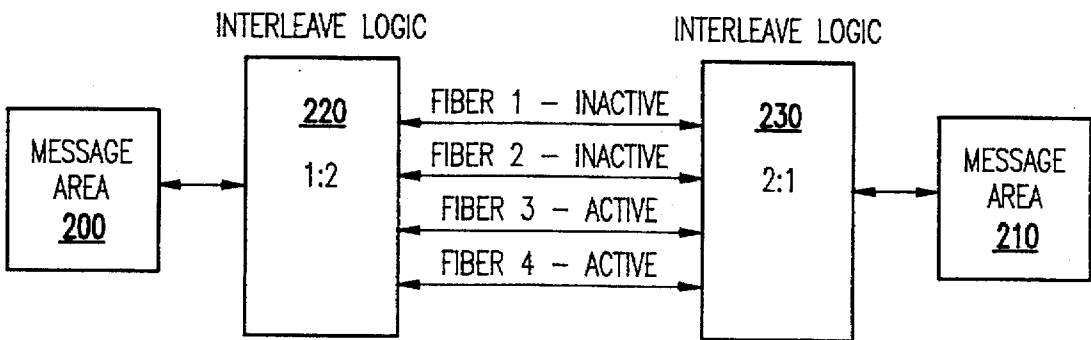 INTERLEAVE LOGIC
INTERLEAVE LOGIC
MESSAGE
AREA
200
220
1:2
FIBER 1 – INACTIVE
FIBER 2 – INACTIVE
FIBER 3 – ACTIVE
FIBER 4 – ACTIVE
230
2:1
MESSAGE
AREA
210